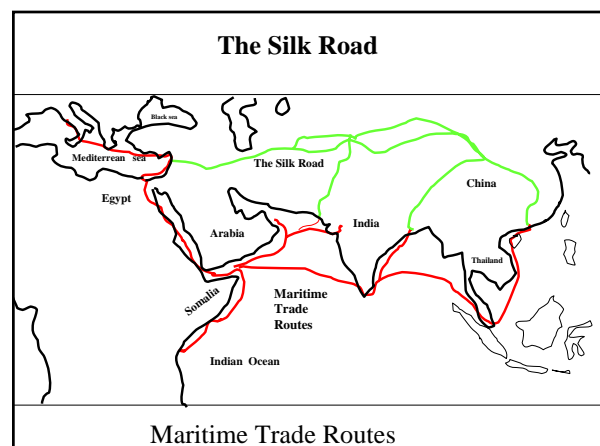 The Silk Road
Black sea
Mediterrean sea
The Silk Road
China
Egypt
Arabia
India
Thailand
Somalia
Maritime
Trade
Routes
Indian Ocean
Maritime Trade Routes